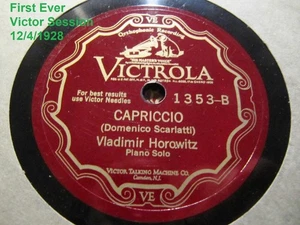 First Ever
Victor Session
12/4/1928
VE
Orthophonic Recording
"HIS MASTER'S VOICE"
VICTROLA
For best results
use Victor Needles
1353-B
CAPRICCIO
(Domenico Scarlatti)
Vladimir Horowitz
Piano Solo
VICTOR TALKING MACHINE CO.
Camden, N.J.
VE